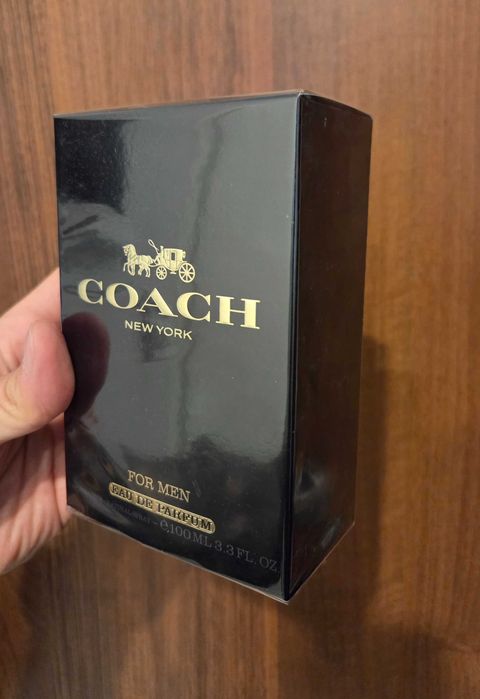 COACH
NEW YORK
FOR MEN
EAU DE PARFUM
℮100 ML 3.3 FL. OZ.